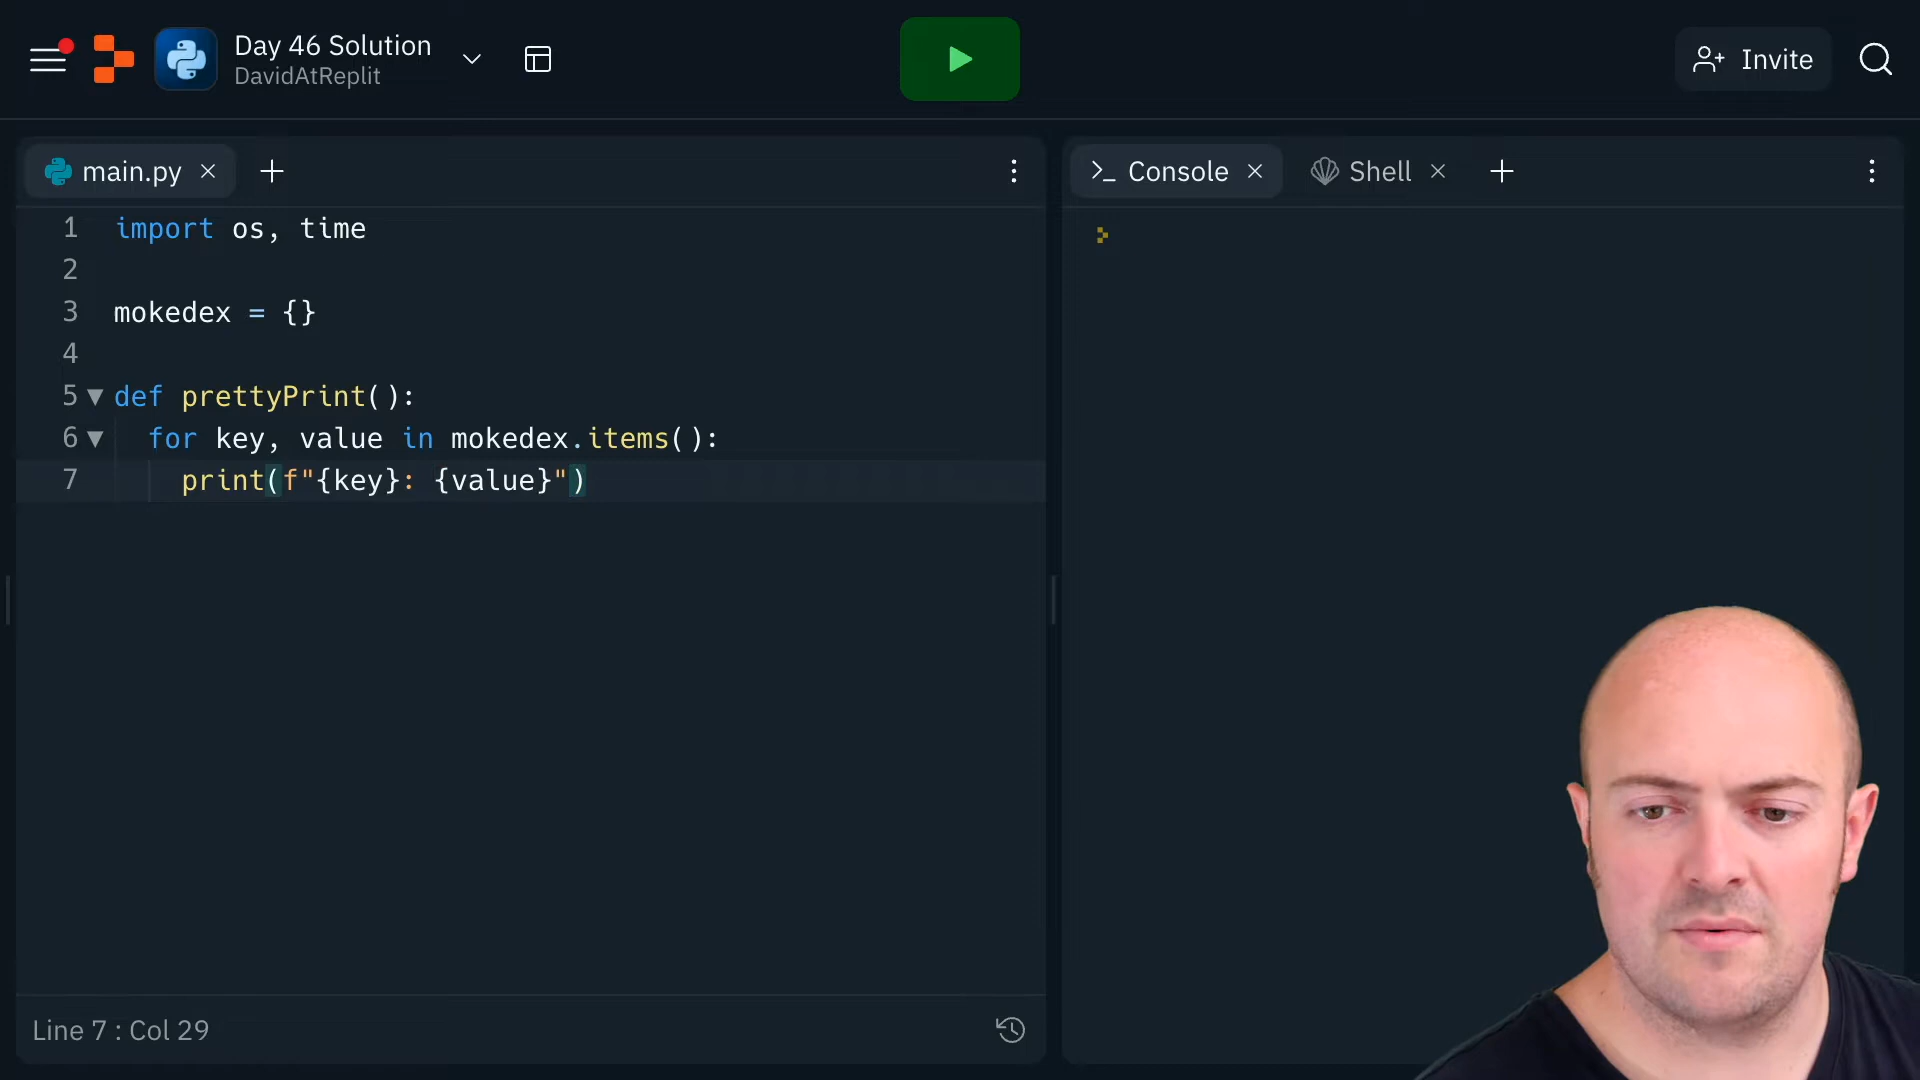 Day 46 Solution
DavidAtReplit
Invite
main.py
Console
Shell
1 import os, time
2
3 mokedex = {}
4
5 def prettyPrint():
6 for key, value in mokedex.items():
7 print(f"{key}: {value}")
Line 7 : Col 29